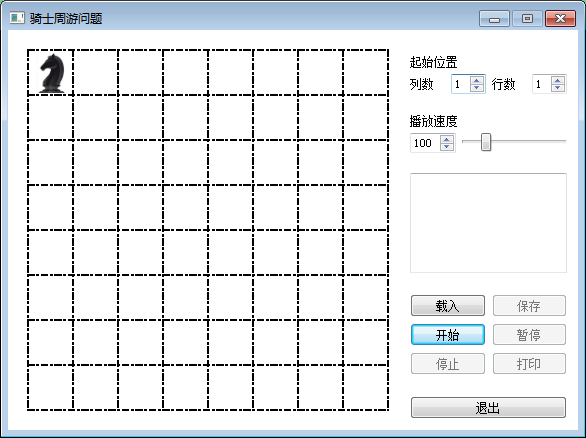 骑士周游问题
起始位置
列数 1 行数 1
播放速度
100
载入 保存
开始 暂停
停止 打印
退出